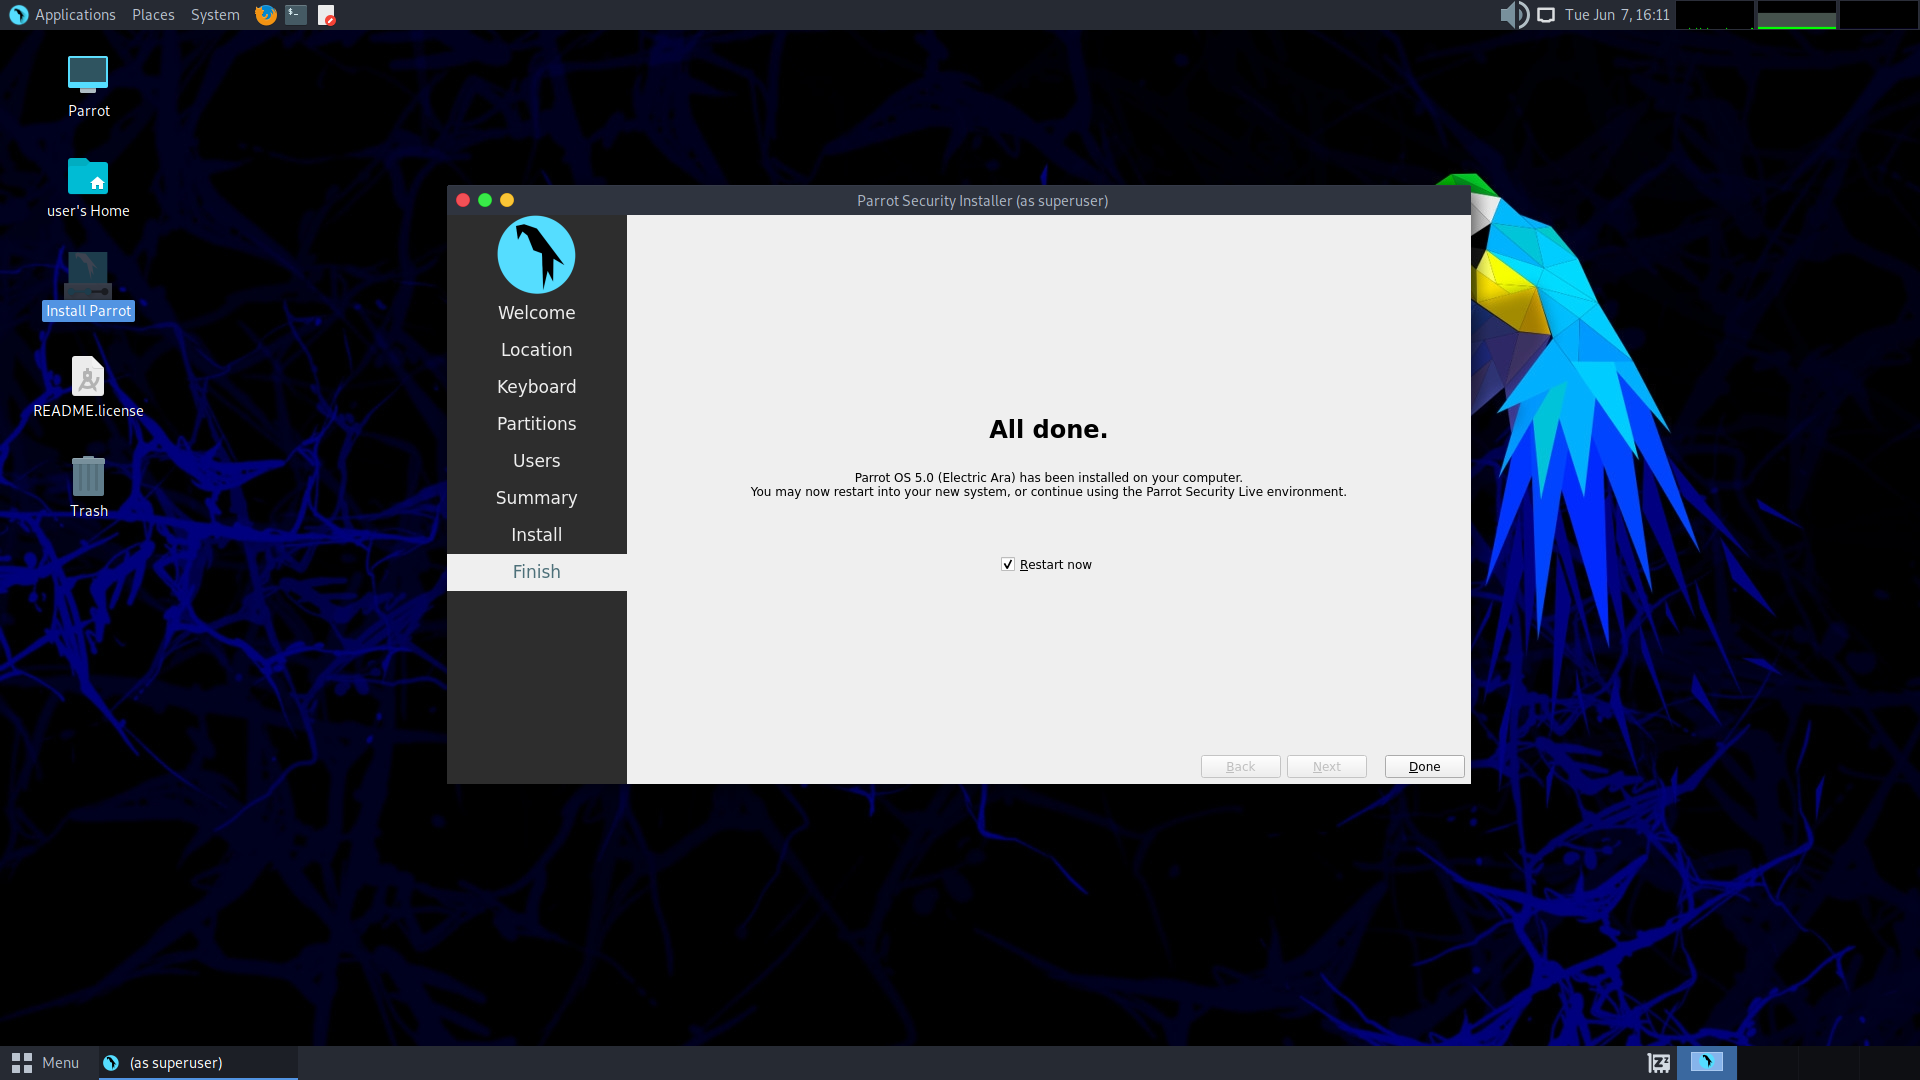 Applications Places System
Tue Jun 7, 16:11
Parrot
user's Home
Install Parrot
README.license
Trash
Parrot Security Installer (as superuser)
Welcome
Location
Keyboard
Partitions
Users
Summary
Install
Finish
All done.
Parrot OS 5.0 (Electric Ara) has been installed on your computer.
You may now restart into your new system, or continue using the Parrot Security Live environment.
Restart now
Back Next Done
Menu (as superuser)